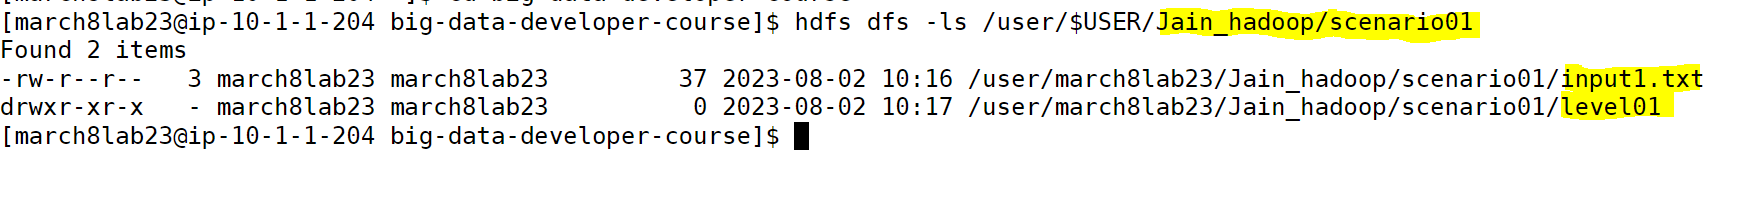 [march8lab23@ip-10-1-1-204 big-data-developer-course]$ hdfs dfs -ls /user/$USER/Jain_hadoop/scenario01
Found 2 items
-rw-r--r--   3 march8lab23 march8lab23         37 2023-08-02 10:16 /user/march8lab23/Jain_hadoop/scenario01/input1.txt
drwxr-xr-x   - march8lab23 march8lab23          0 2023-08-02 10:17 /user/march8lab23/Jain_hadoop/scenario01/level01
[march8lab23@ip-10-1-1-204 big-data-developer-course]$